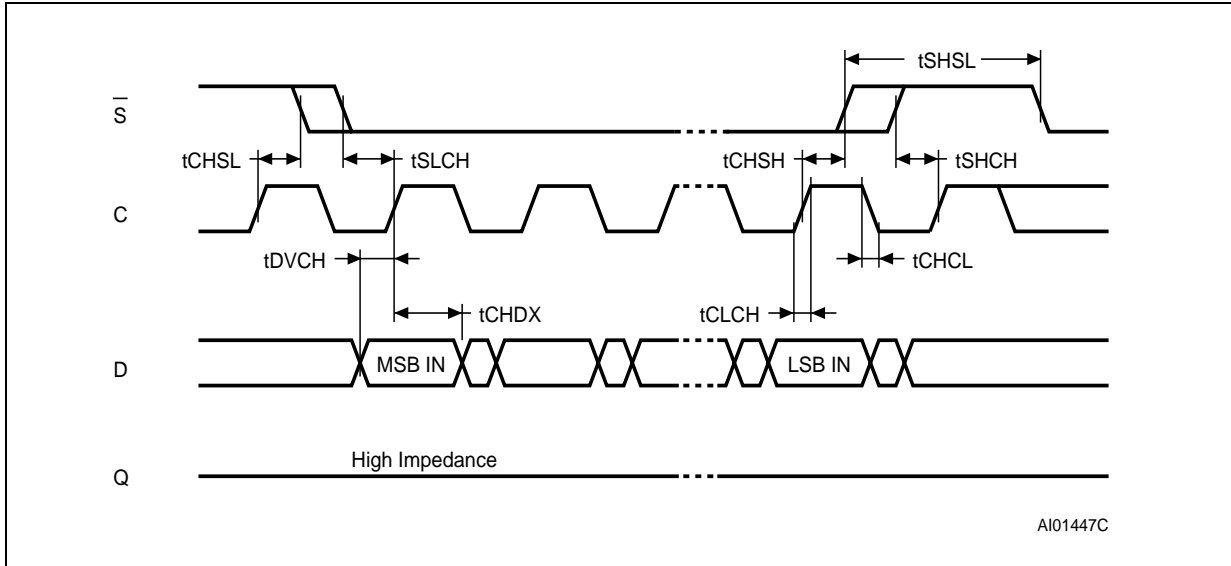 tSHSL
S̅
tCHSL
tSLCH
tCHSH
tSHCH
C
tDVCH
tCHCL
tCHDX
tCLCH
D
MSB IN
LSB IN
High Impedance
Q
AI01447C